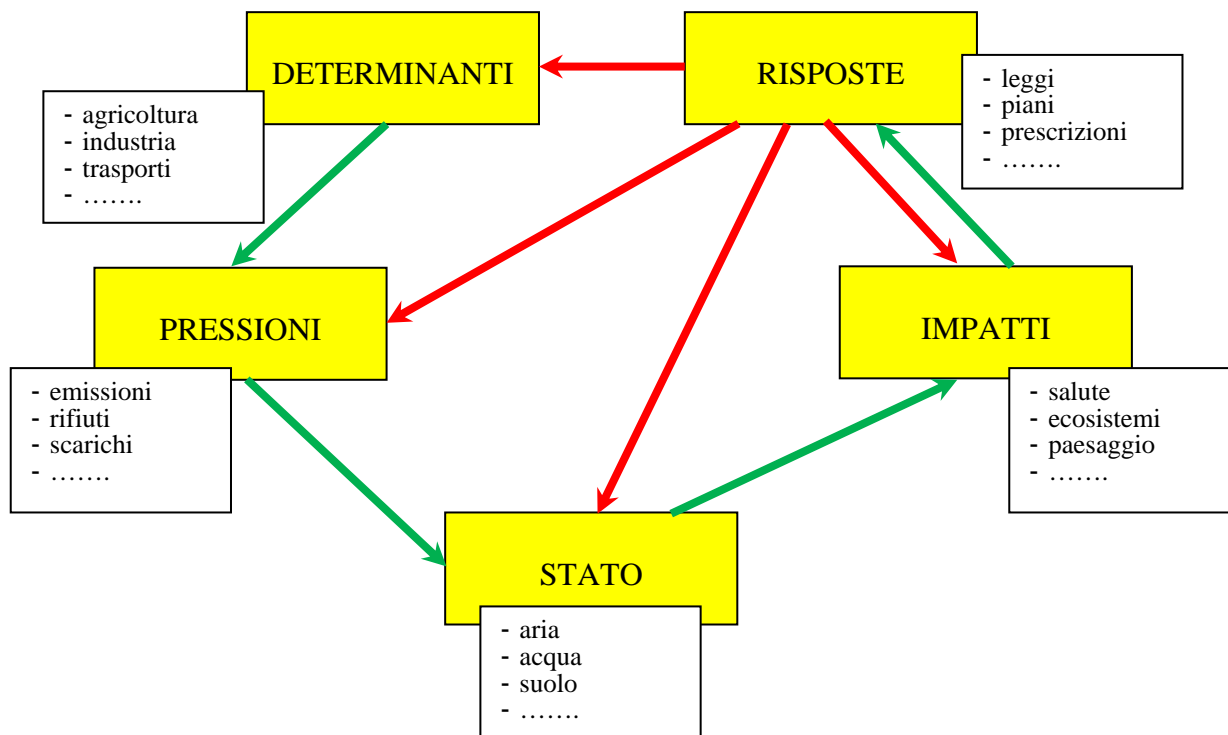 DETERMINANTI
- agricoltura
- industria
- trasporti
- …….
RISPOSTE
- leggi
- piani
- prescrizioni
- …….
PRESSIONI
- emissioni
- rifiuti
- scarichi
- …….
IMPATTI
- salute
- ecosistemi
- paesaggio
- …….
STATO
- aria
- acqua
- suolo
- …….